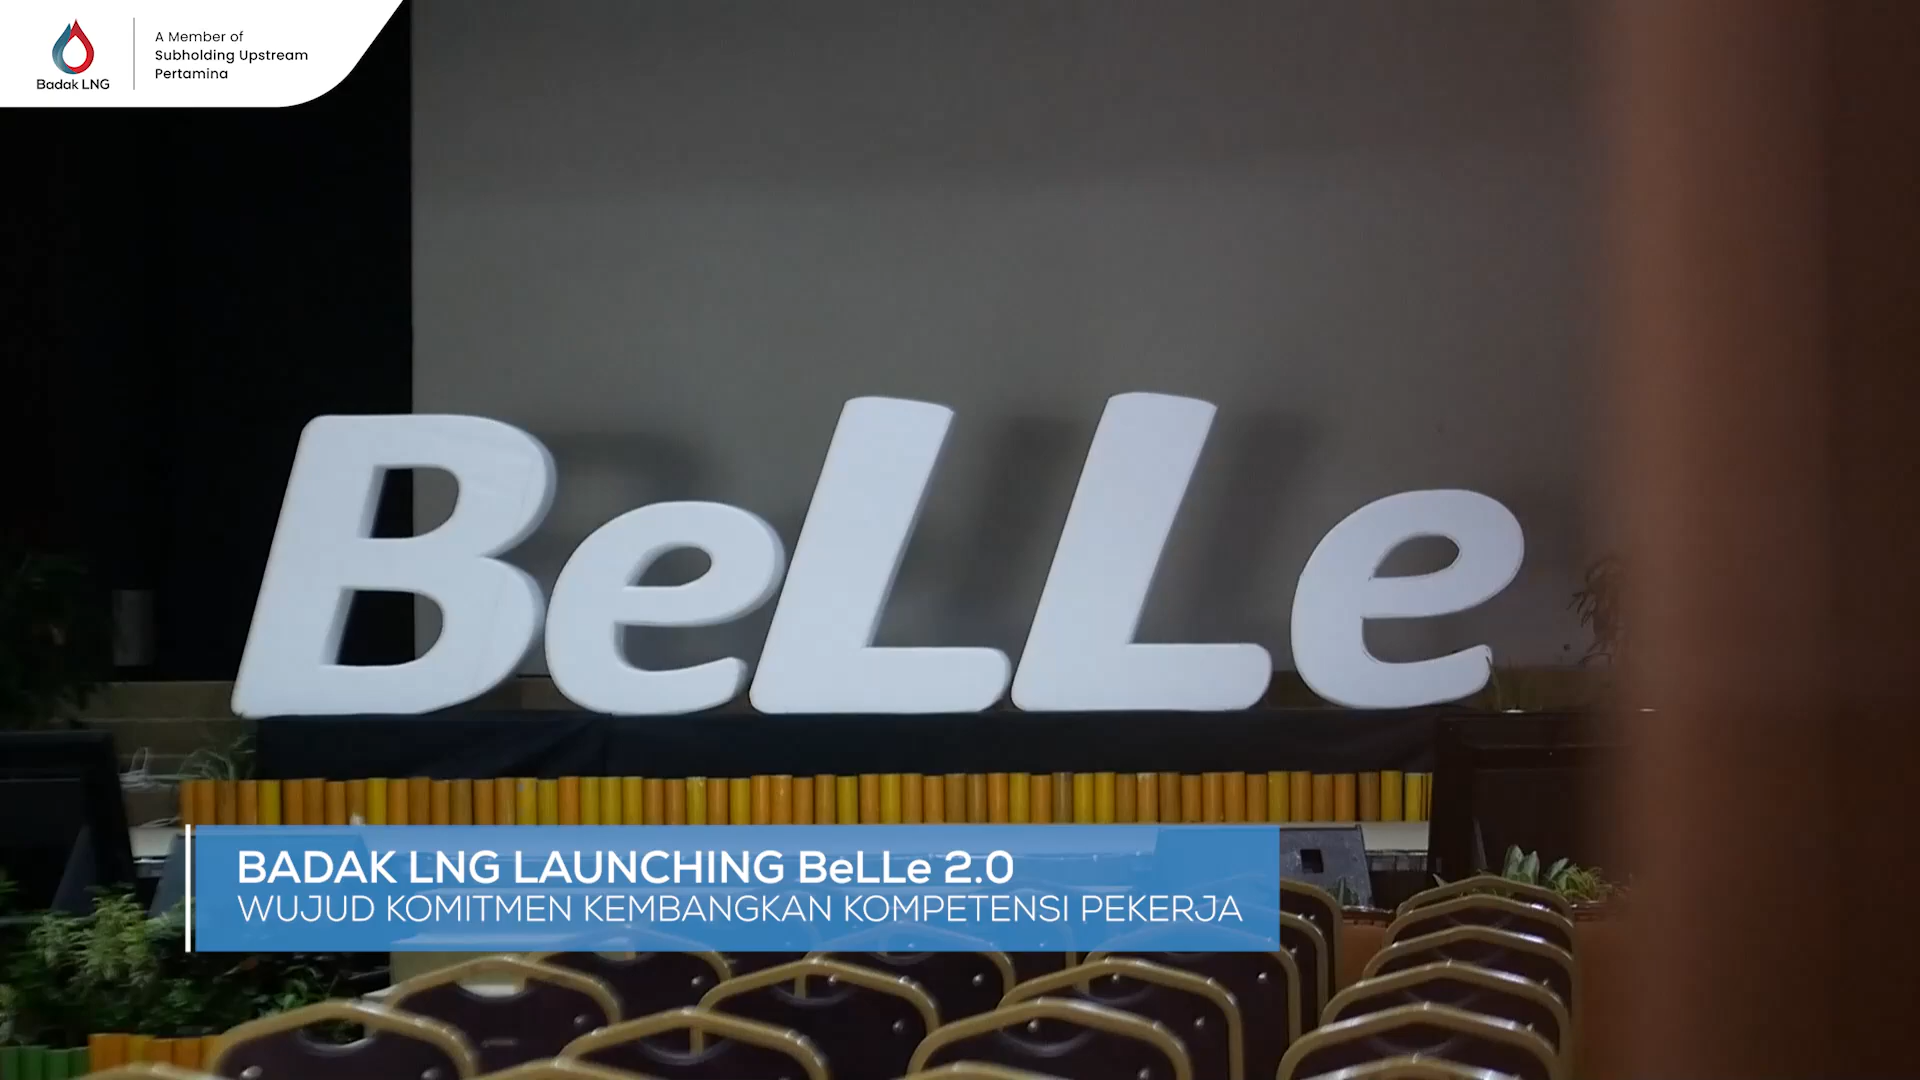 Badak LNG
A Member of
Subholding Upstream
Pertamina
BeLLe
BADAK LNG LAUNCHING BeLLe 2.0
WUJUD KOMITMEN KEMBANGKAN KOMPETENSI PEKERJA